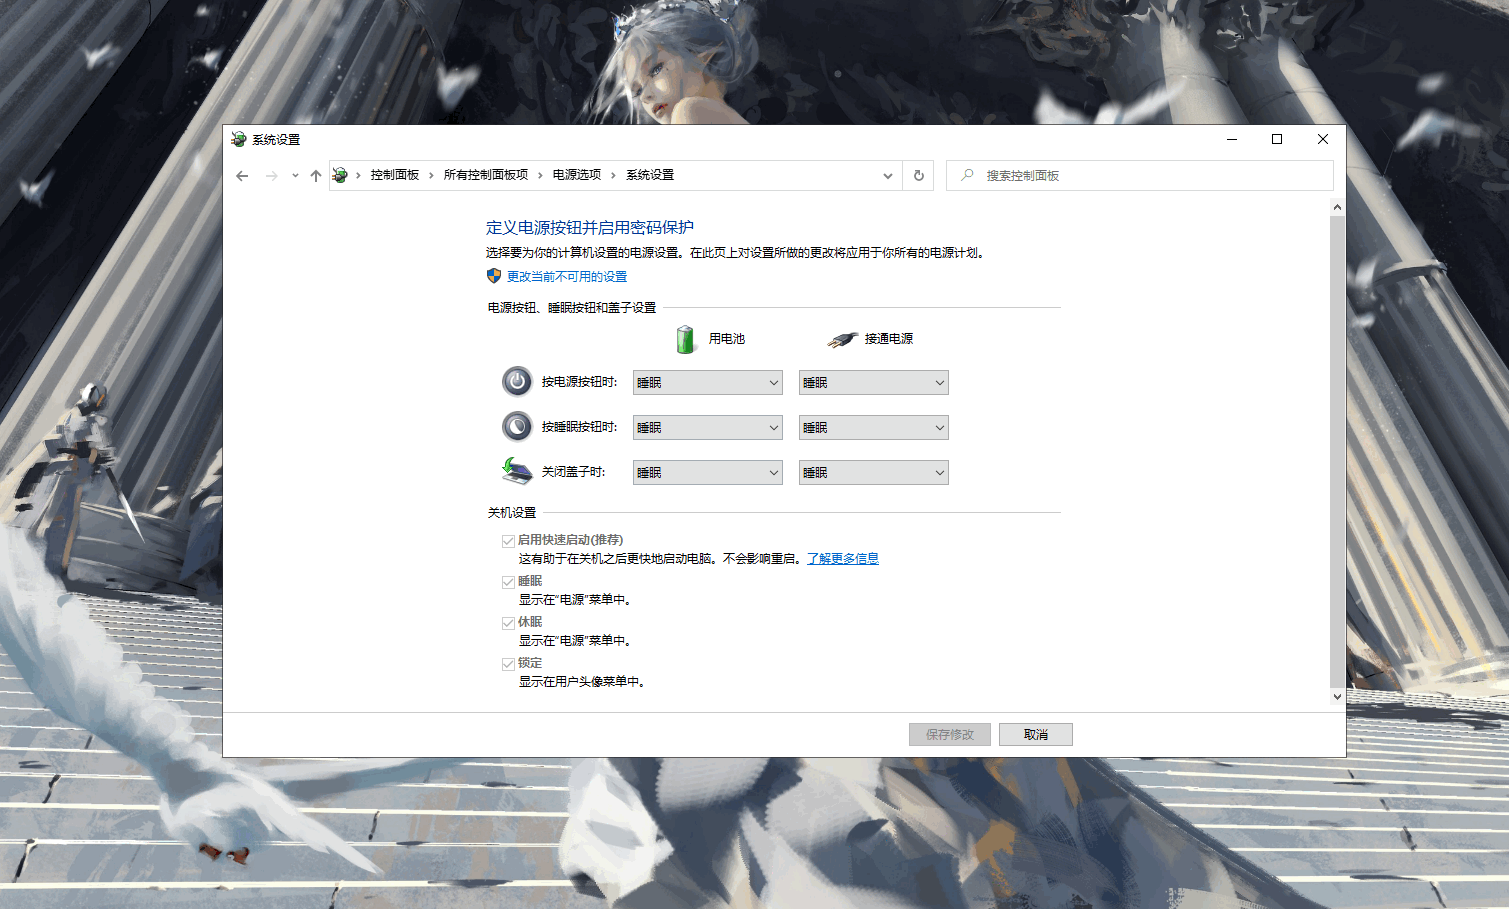 系统设置
控制面板 › 所有控制面板项 › 电源选项 › 系统设置
搜索控制面板
定义电源按钮并启用密码保护
选择要为你的计算机设置的电源设置。在此页上对设置所做的更改将应用于你所有的电源计划。
更改当前不可用的设置
电源按钮、睡眠按钮和盖子设置
用电池 接通电源
按电源按钮时: 睡眠 睡眠
按睡眠按钮时: 睡眠 睡眠
关闭盖子时: 睡眠 睡眠
关机设置
启用快速启动(推荐)
这有助于在关机之后更快地启动电脑。不会影响重启。了解更多信息
睡眠
显示在“电源”菜单中。
休眠
显示在“电源”菜单中。
锁定
显示在用户头像菜单中。
保存修改 取消